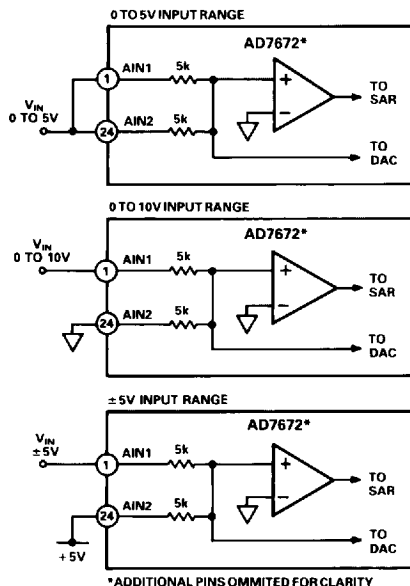 0 TO 5V INPUT RANGE
AD7672*
1
AIN1
5k
+
VIN
0 TO 5V
24
AIN2
5k
−
TO
SAR
TO
DAC
0 TO 10V INPUT RANGE
AD7672*
VIN
0 TO 10V
1
AIN1
5k
+
24
AIN2
5k
−
TO
SAR
TO
DAC
±5V INPUT RANGE
AD7672*
VIN
±5V
1
AIN1
5k
+
24
AIN2
5k
−
+5V
TO
SAR
TO
DAC
*ADDITIONAL PINS OMMITED FOR CLARITY